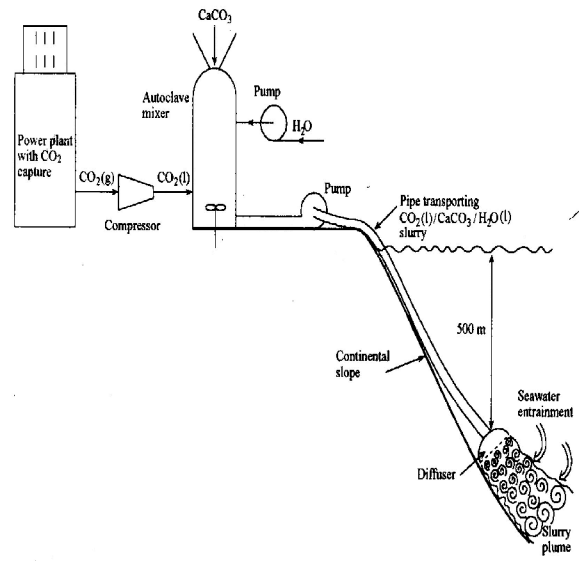 CaCO3
Autoclave
mixer
Pump
H2O
Power plant
with CO2
capture
CO2(g)
CO2(l)
Compressor
Pump
Pipe transporting
CO2(l)/CaCO3/H2O(l)
slurry
500 m
Continental
slope
Seawater
entrainment
Diffuser
Slurry
plume